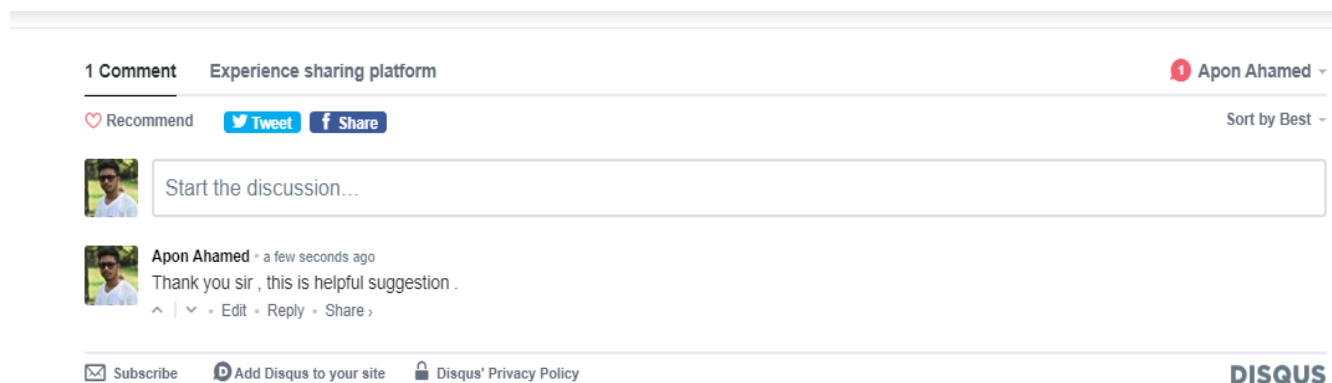 1 Comment Experience sharing platform 1 Apon Ahamed
Recommend Tweet f Share Sort by Best
Start the discussion...
Apon Ahamed • a few seconds ago
Thank you sir , this is helpful suggestion .
• Edit • Reply • Share ›
Subscribe D Add Disqus to your site Disqus' Privacy Policy DISQUS